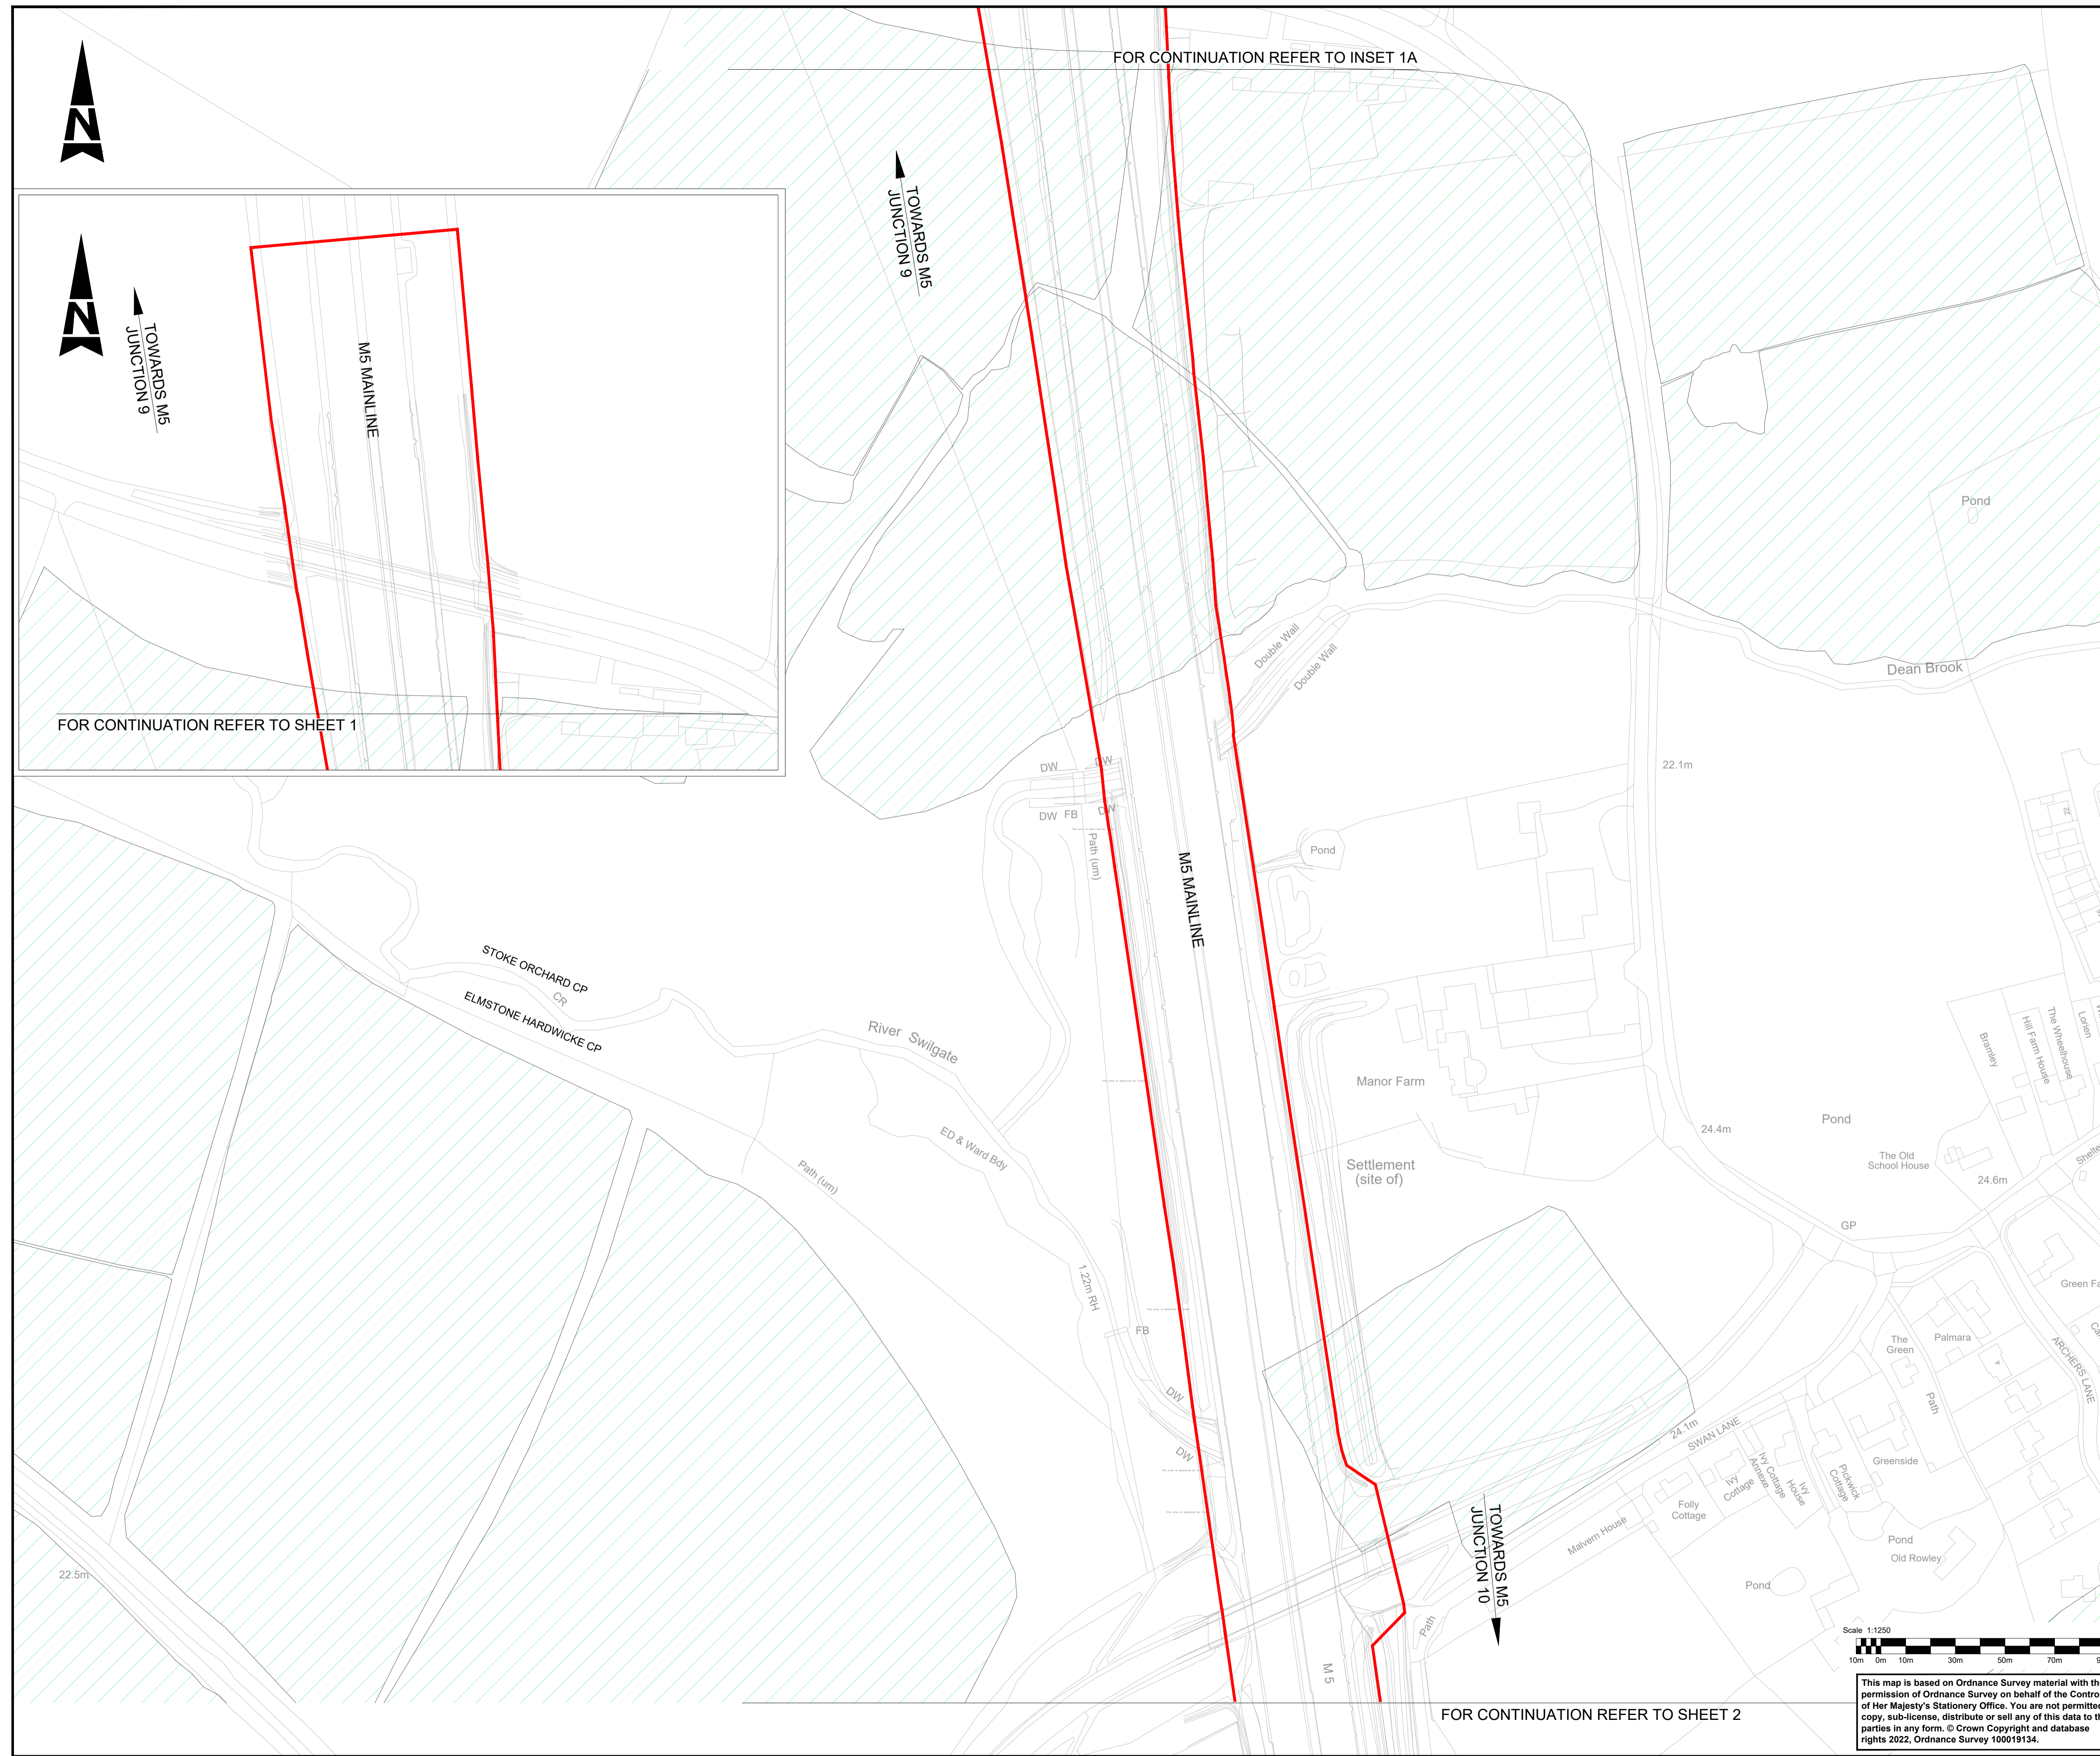 FOR CONTINUATION REFER TO INSET 1A
N
TOWARDS M5
JUNCTION 9
N
TOWARDS M5
JUNCTION 9
M5 MAINLINE
FOR CONTINUATION REFER TO SHEET 1
Pond
Double Wall
Double Wall
Dean Brook
22.1m
DW
DW
DW
FB
DW
Path (um)
Pond
M5 MAINLINE
STOKE ORCHARD CP
CR
ELMSTONE HARDWICKE CP
River Swilgate
Manor Farm
Bramley
Hill Farm House
The Wheelhouse
Lorien
ED & Ward Bdy
Path (um)
24.4m
Pond
The Old
School House
24.6m
Settlement
(site of)
GP
1.22m RH
FB
Green
The
Green
Palmara
ARCHERS LANE
Path
DW
DW
24.1m
SWAN LANE
Ivy
Cottage
Ivy Cottage
Annexe
Ivy
House
Pickwick
Cottage
Greenside
Folly
Cottage
Malvern House
Pond
Old Rowley
Pond
TOWARDS M5
JUNCTION 10
22.5m
Path
M 5
FOR CONTINUATION REFER TO SHEET 2
Scale 1:1250
10m 0m 10m 30m 50m 70m
This map is based on Ordnance Survey material with
permission of Ordnance Survey on behalf of the
of Her Majesty's Stationery Office. You are not
copy, sub-license, distribute or sell any of this data to
parties in any form. © Crown Copyright and database
rights 2022, Ordnance Survey 100019134.